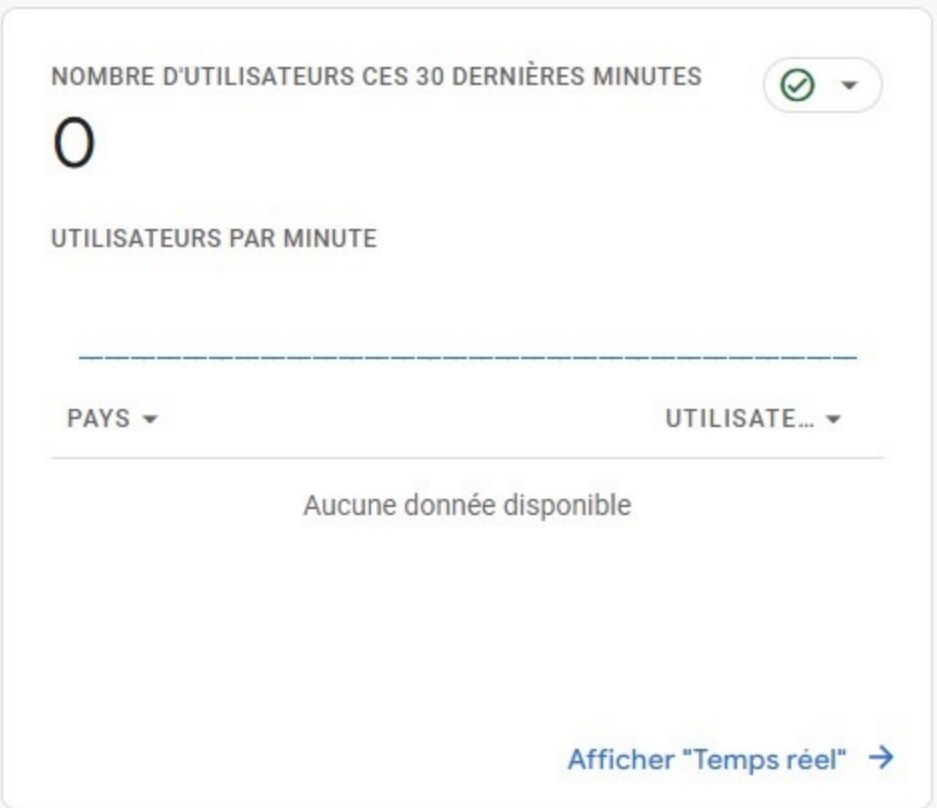 NOMBRE D'UTILISATEURS CES 30 DERNIÈRES MINUTES
0
UTILISATEURS PAR MINUTE
PAYS
UTILISATE...
Aucune donnée disponible
Afficher "Temps réel"